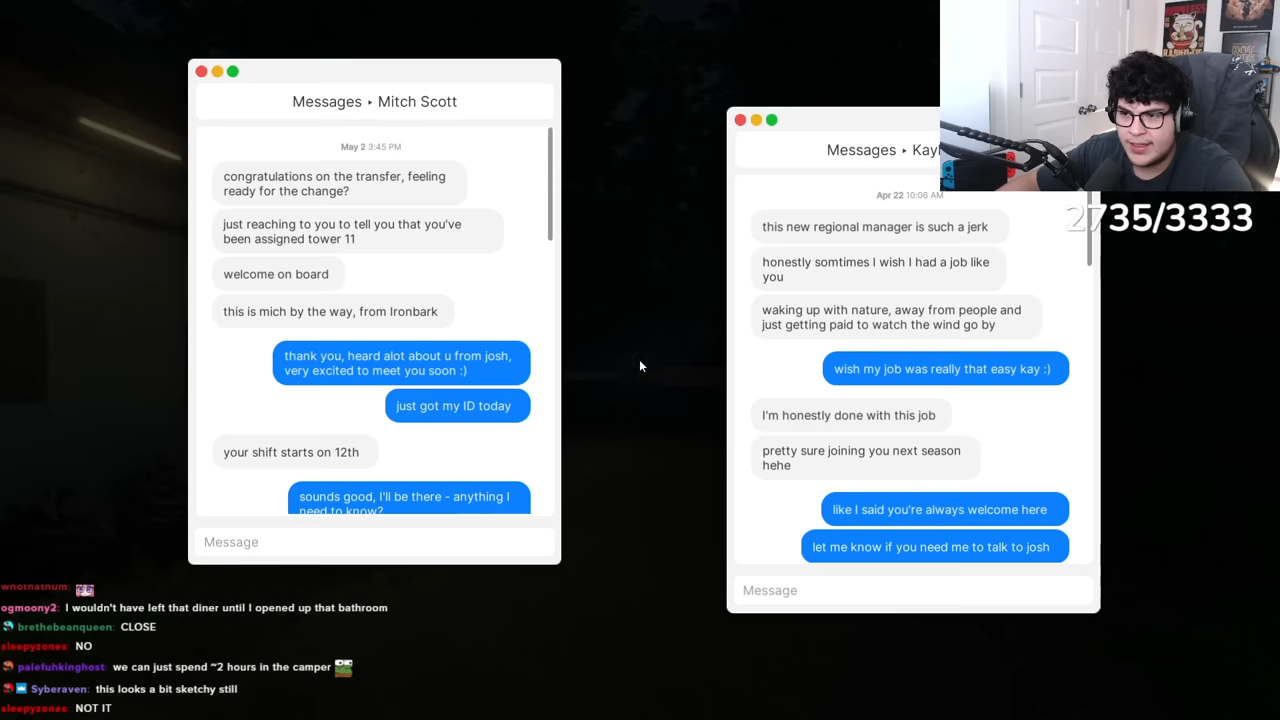 Messages ▸ Mitch Scott
May 2 3:45 PM
congratulations on the transfer, feeling
ready for the change?
just reaching to you to tell you that you've
been assigned tower 11
welcome on board
this is mich by the way, from Ironbark
thank you, heard alot about u from josh,
very excited to meet you soon :)
just got my ID today
your shift starts on 12th
sounds good, I'll be there - anything I
need to know?
Message
Messages ▸ Kayl
Apr 22 10:06 AM
this new regional manager is such a jerk
honestly somtimes I wish I had a job like
you
waking up with nature, away from people and
just getting paid to watch the wind go by
wish my job was really that easy kay :)
I'm honestly done with this job
pretty sure joining you next season
hehe
like I said you're always welcome here
let me know if you need me to talk to josh
Message
2735/3333
whothatnum:
ogmoony2: I wouldn't have left that diner until I opened up that bathroom
brethebeanqueen: CLOSE
sleepyzones: NO
palefuhkinghost: we can just spend ~2 hours in the camper
Syberaven: this looks a bit sketchy still
sleepyzones: NOT IT